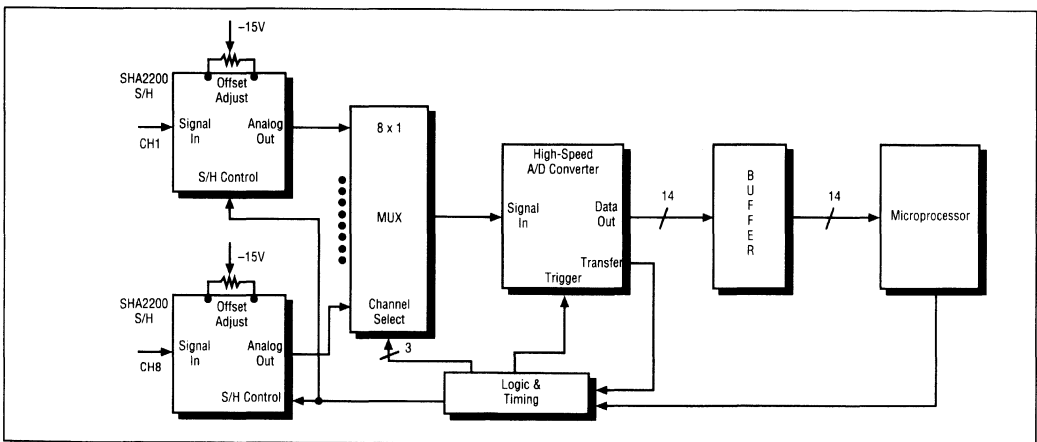 –15V
SHA2200
S/H
Offset
Adjust
Signal
In
Analog
Out
CH1
S/H Control
8 x 1
MUX
Channel
Select
3
–15V
SHA2200
S/H
Offset
Adjust
Signal
In
Analog
Out
CH8
S/H Control
High-Speed
A/D Converter
Signal
In
Data
Out
Transfer
Trigger
14
BUFFER
14
Microprocessor
Logic &
Timing